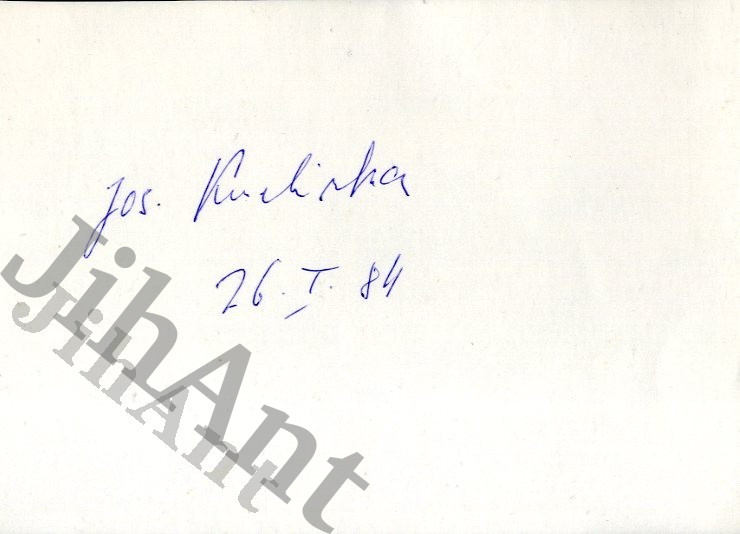 Jos. Kuchinka
26. I. 84
JihAnt
JihAnt